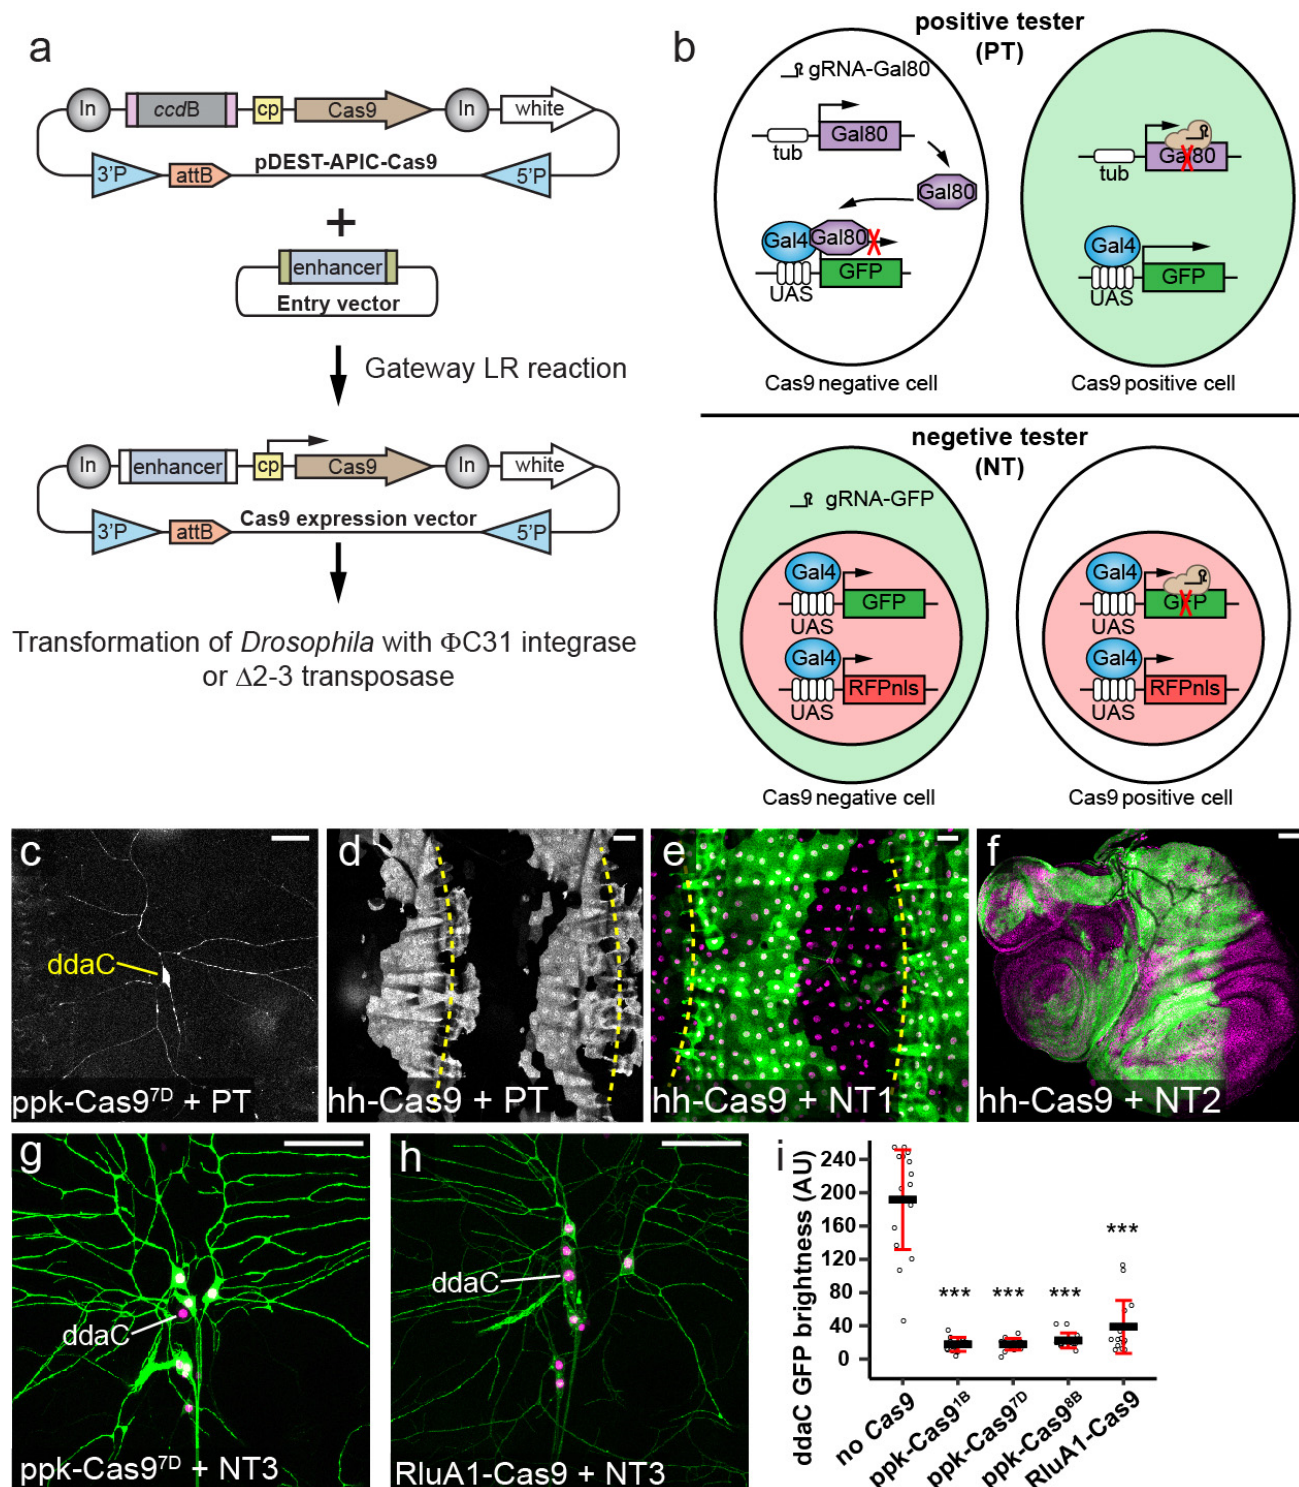 a
In
ccdB
cp
Cas9
In
white
3'P
attB
pDEST-APIC-Cas9
5'P
+
enhancer
Entry vector
Gateway LR reaction
In
enhancer
cp
Cas9
In
white
3'P
attB
Cas9 expression vector
5'P
Transformation of Drosophila with ΦC31 integrase
or Δ2-3 transposase
b
positive tester
(PT)
gRNA-Gal80
Gal80
tub
Gal80
Gal4
Gal80
GFP
UAS
Cas9 negative cell
Gal80
tub
Gal4
GFP
UAS
Cas9 positive cell
negetive tester
(NT)
gRNA-GFP
Gal4
GFP
UAS
Gal4
RFPnls
UAS
Cas9 negative cell
Gal4
GFP
UAS
Gal4
RFPnls
UAS
Cas9 positive cell
c
ddaC
ppk-Cas9⁷ᴰ + PT
d
hh-Cas9 + PT
e
hh-Cas9 + NT1
f
hh-Cas9 + NT2
g
ddaC
ppk-Cas9⁷ᴰ + NT3
h
ddaC
RluA1-Cas9 + NT3
i
ddaC GFP brightness (AU)
240
200
160
120
80
40
0
***
***
***
***
no Cas9
ppk-Cas9¹ᴮ
ppk-Cas9⁷ᴰ
ppk-Cas9⁸ᴮ
RluA1-Cas9